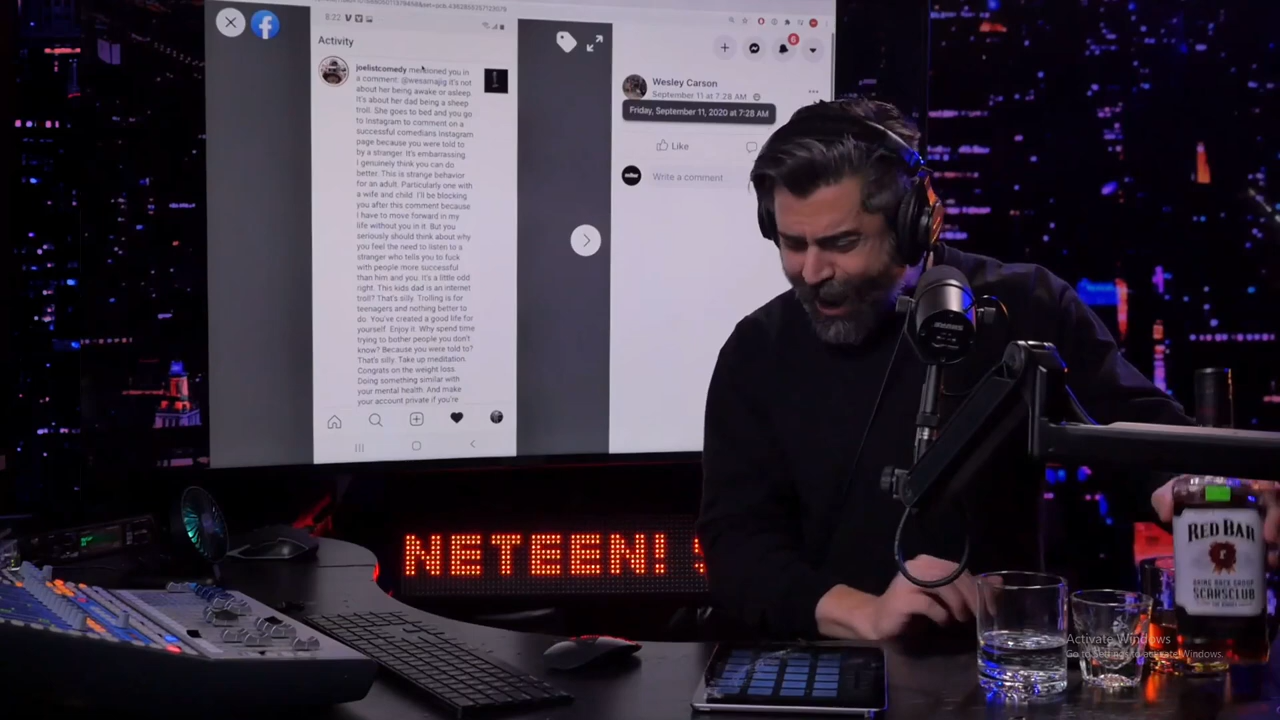 8:22
Activity
joelistcomedy mentioned you in
a comment: @wesamajig it's not
about her being awake or asleep.
It's about her dad being a sheep
troll. She goes to bed and you go
to Instagram to comment on a
successful comedians Instagram
page because you were told to
by a stranger. It's embarrassing.
I genuinely think you can do
better. This is strange behavior
for an adult. Particularly one with
a wife and child. I'll be blocking
you after this comment because
I have to move forward in my
life without you in it. But you
seriously should think about why
you feel the need to listen to a
stranger who tells you to fuck
with people more successful
than him and you. It's a little odd
right. This kids dad is an internet
troll? That's silly. Trolling is for
teenagers and nothing better to
do. You've created a good life for
yourself. Enjoy it. Why spend time
trying to bother people you don't
know? Because you were told to?
That's silly. Take up meditation.
Congrats on the weight loss.
Doing something similar with
your mental health. And make
your account private if you're
6
Wesley Carson
September 11 at 7:28 AM
Friday, September 11, 2020 at 7:28 AM
Like
Write a comment
SHURE
NETEEN!
RED BAR
r
BRING BACK GROUP
SCARSCLUB
Activate Windows
Go to Settings to activate Windows.